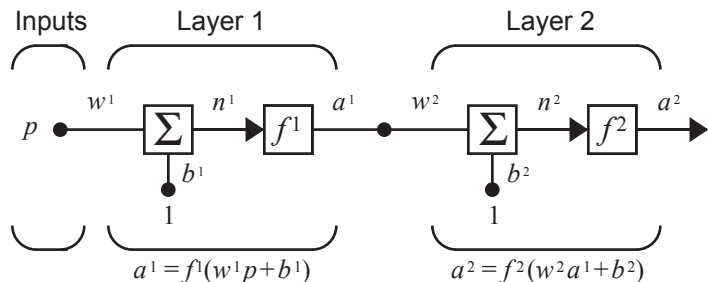 Inputs Layer 1 Layer 2
p w¹ Σ n¹ f¹ a¹ w² Σ n² f² a²
b¹ b²
1 1
a¹ = f¹(w¹p + b¹) a² = f²(w²a¹ + b²)